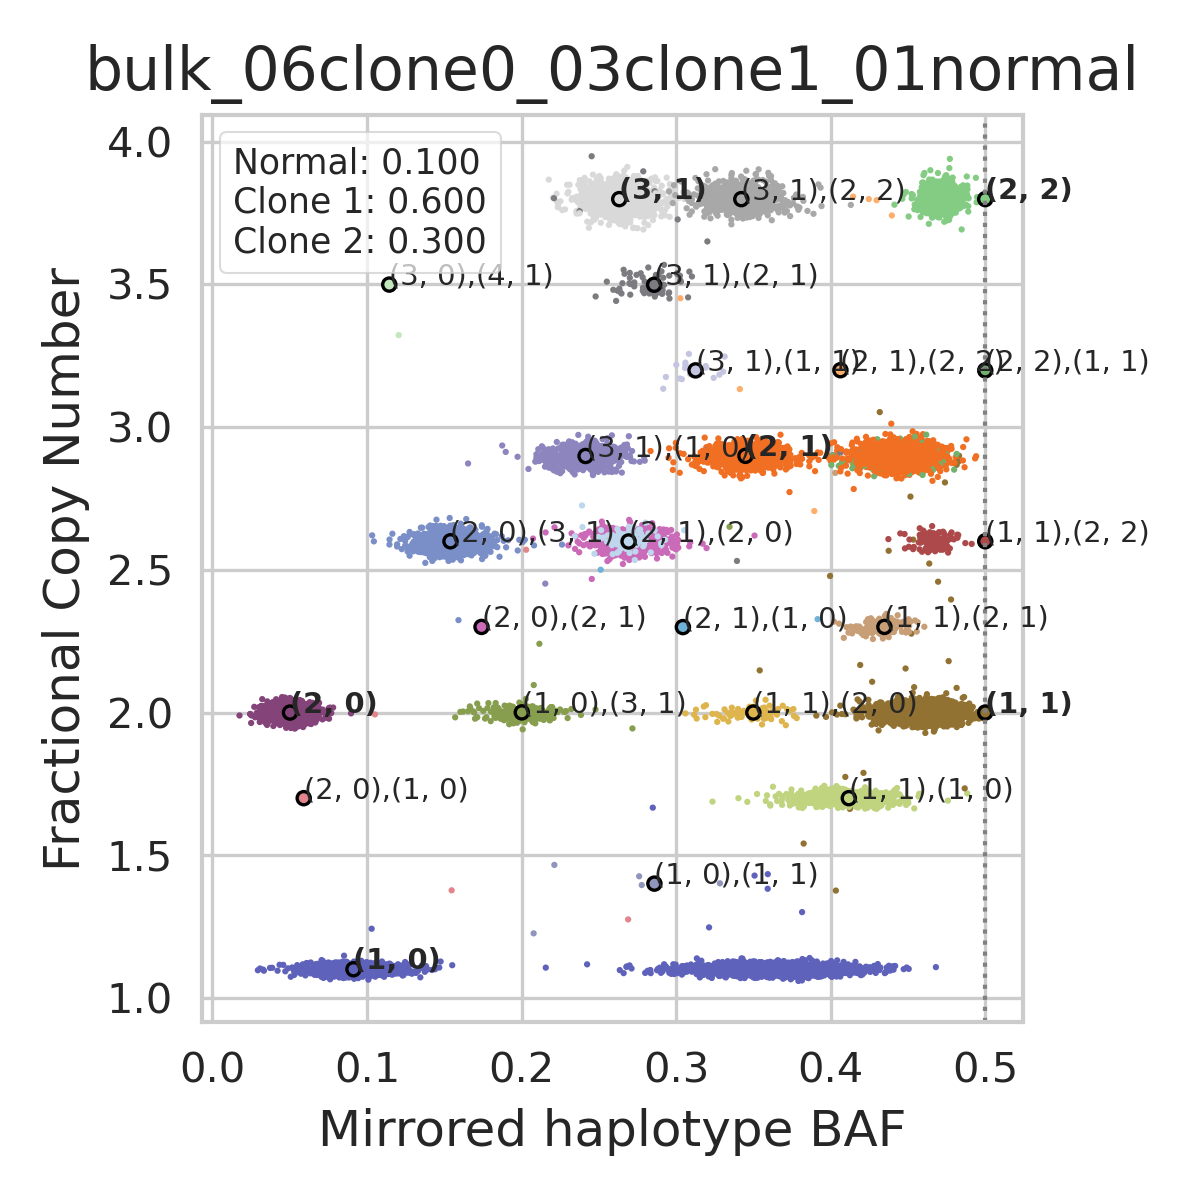 bulk_06clone0_03clone1_01normal
Normal: 0.100
Clone 1: 0.600
Clone 2: 0.300
(3, 1)
(3, 1),(2, 2)
(2, 2)
(3, 0),(4, 1)
(3, 1),(2, 1)
(3, 1),(1, 1)
(2, 1),(2, 2)
(2, 2),(1, 1)
(3, 1),(1, 0)
(2, 1)
(2, 0),(3, 1)
(2, 1),(2, 0)
(1, 1),(2, 2)
(2, 0),(2, 1)
(2, 1),(1, 0)
(1, 1),(2, 1)
(2, 0)
(1, 0),(3, 1)
(1, 1),(2, 0)
(1, 1)
(2, 0),(1, 0)
(1, 1),(1, 0)
(1, 0),(1, 1)
(1, 0)
4.0
3.5
3.0
2.5
2.0
1.5
1.0
Fractional Copy Number
0.0 0.1 0.2 0.3 0.4 0.5
Mirrored haplotype BAF